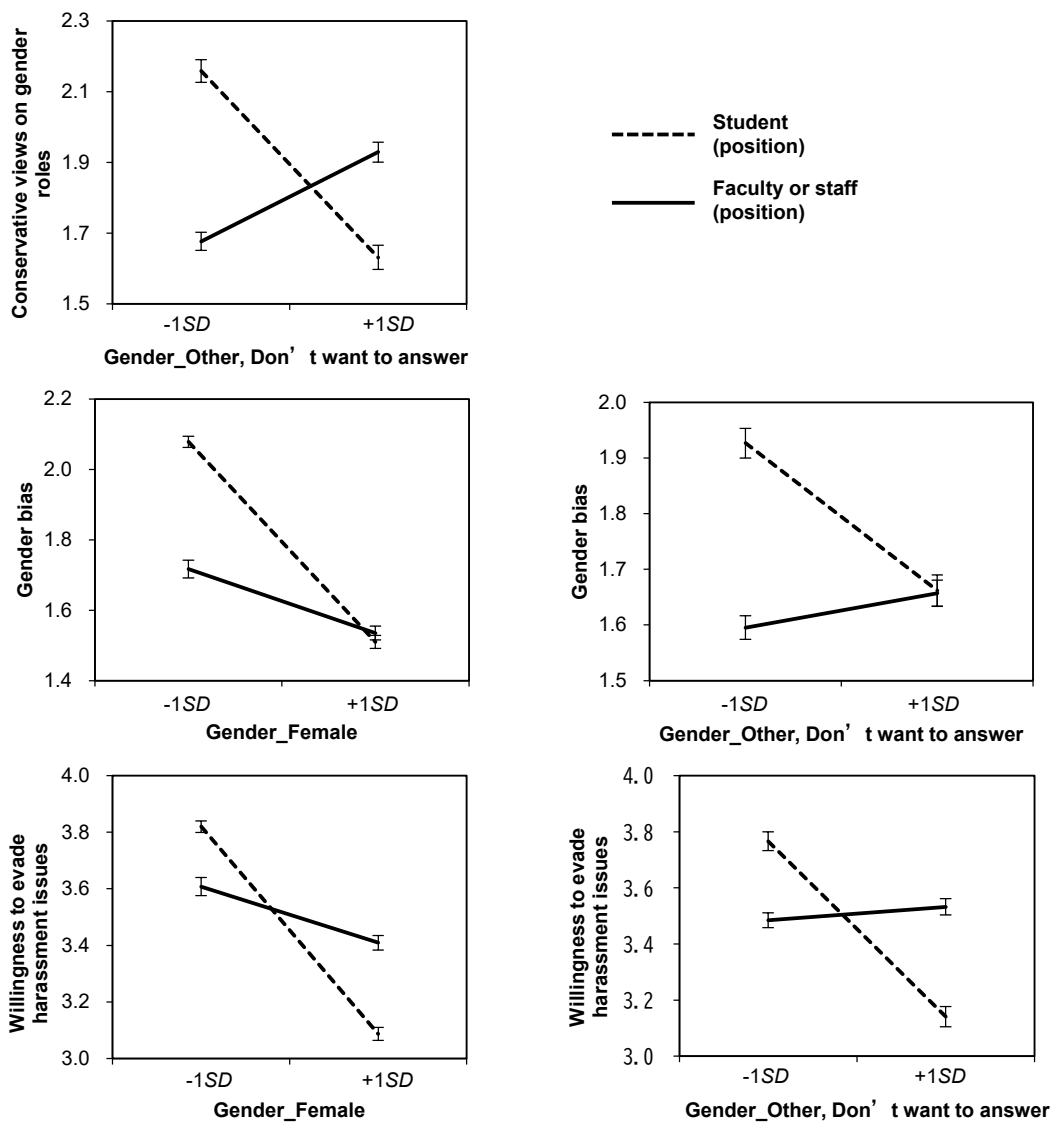 2.3
2.1
1.9
1.7
1.5
Conservative views on gender
roles
-1SD
+1SD
Gender_Other, Don’t want to answer
Student
(position)
Faculty or staff
(position)
2.2
2.0
1.8
1.6
1.4
Gender bias
-1SD
+1SD
Gender_Female
2.0
1.9
1.8
1.7
1.6
1.5
Gender bias
-1SD
+1SD
Gender_Other, Don’t want to answer
4.0
3.8
3.6
3.4
3.2
3.0
Willingness to evade
harassment issues
-1SD
+1SD
Gender_Female
4.0
3.8
3.6
3.4
3.2
3.0
Willingness to evade
harassment issues
-1SD
+1SD
Gender_Other, Don’t want to answer